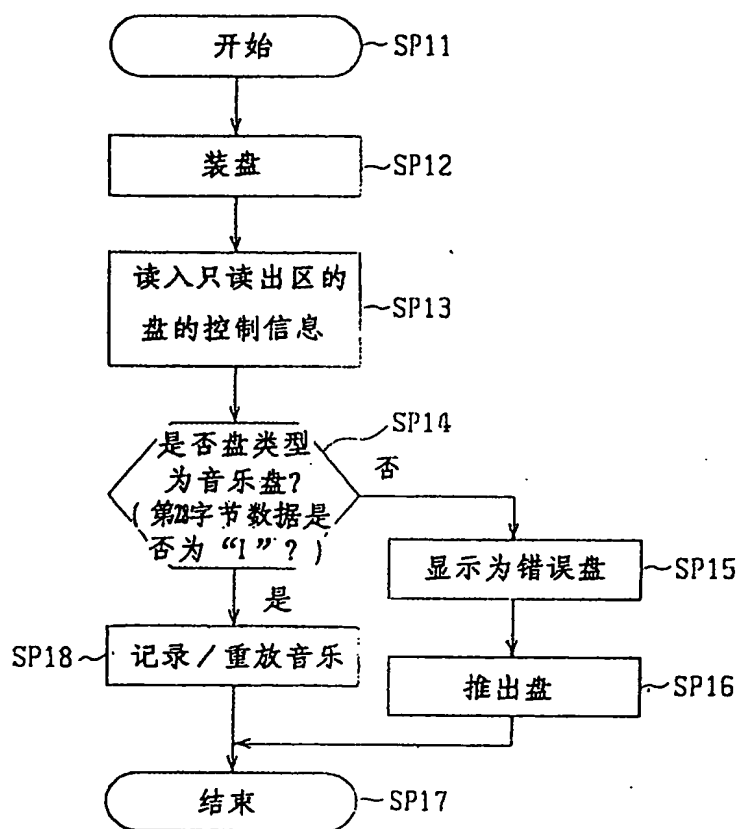 开始
SP11
装盘
SP12
读入只读出区的
盘的控制信息
SP13
是否盘类型
为音乐盘?
(第28字节数据是
否为“1”?)
SP14
否
是
显示为错误盘
SP15
推出盘
SP16
记录/重放音乐
SP18
结束
SP17